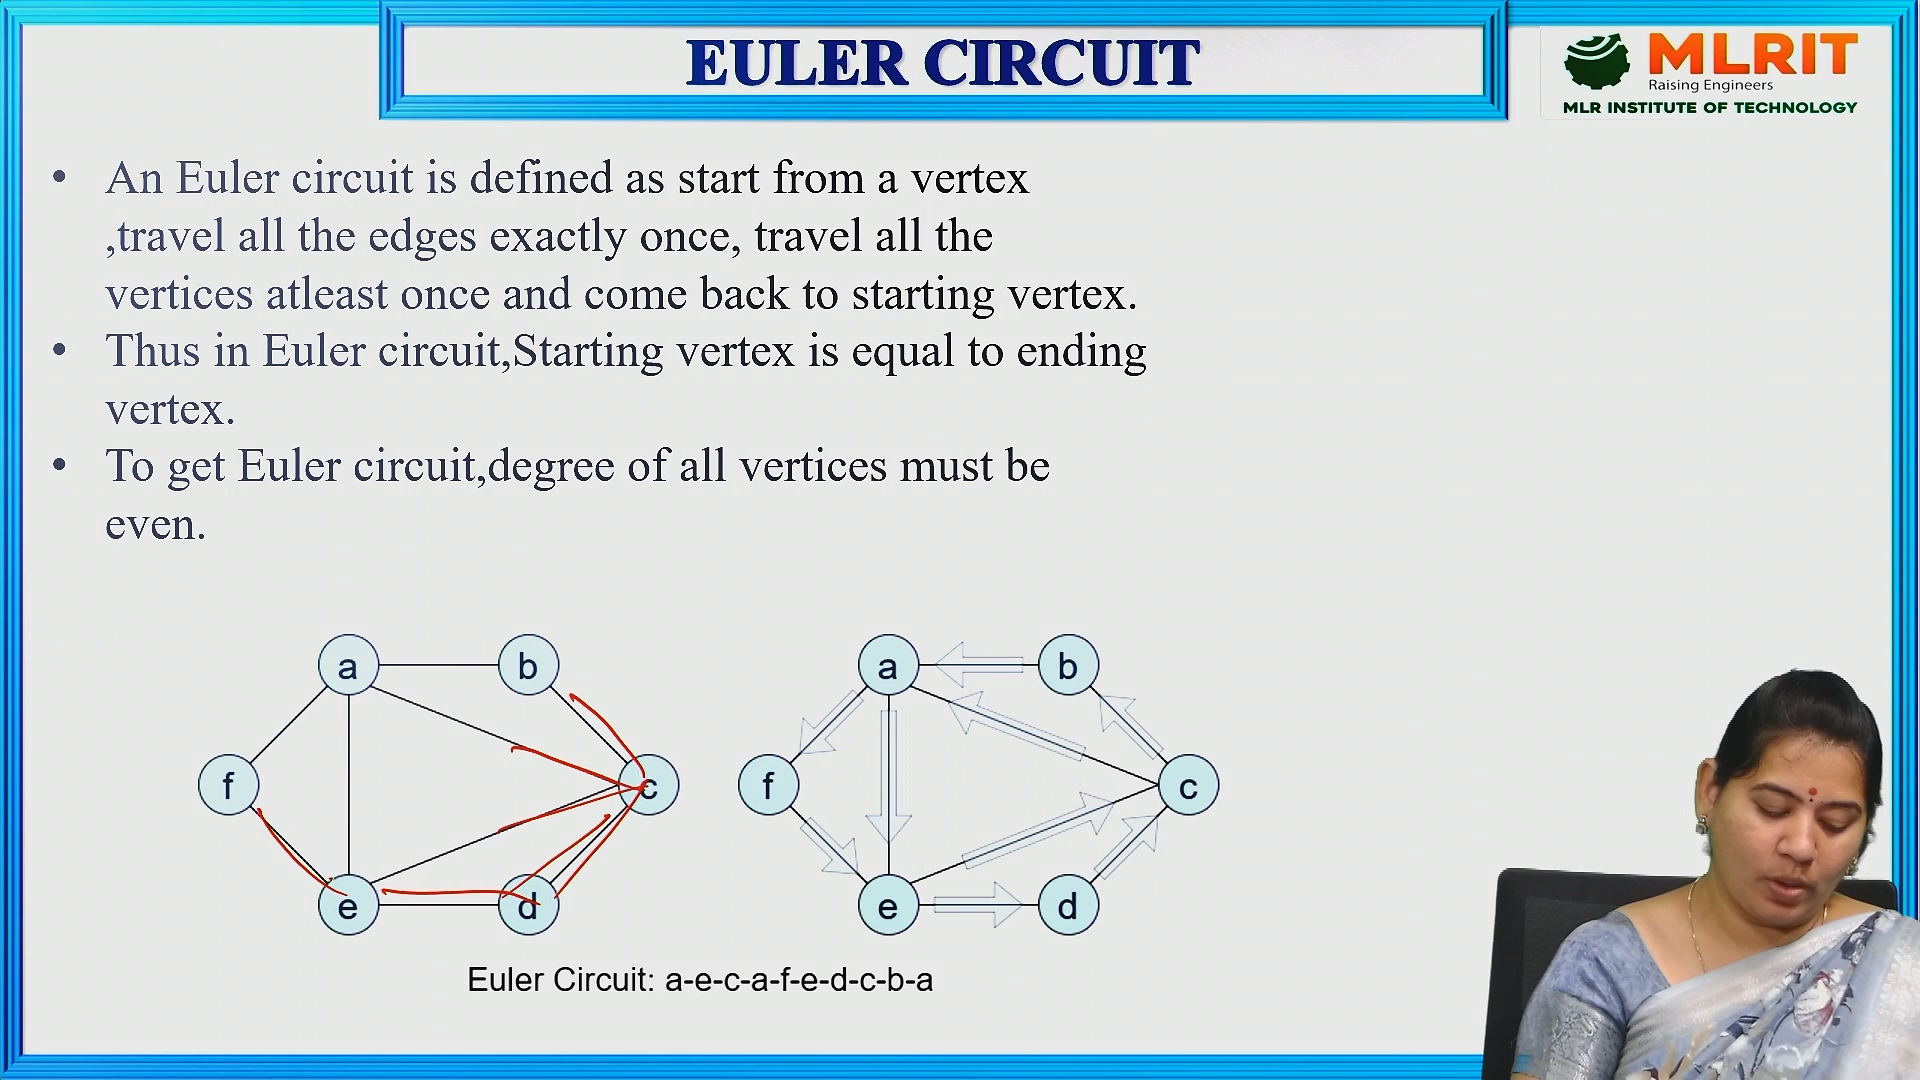 EULER CIRCUIT
MLRIT
Raising Engineers
MLR INSTITUTE OF TECHNOLOGY
• An Euler circuit is defined as start from a vertex
,travel all the edges exactly once, travel all the
vertices atleast once and come back to starting vertex.
• Thus in Euler circuit,Starting vertex is equal to ending
vertex.
• To get Euler circuit,degree of all vertices must be
even.
a b a b
f c f c
e d e d
Euler Circuit: a-e-c-a-f-e-d-c-b-a